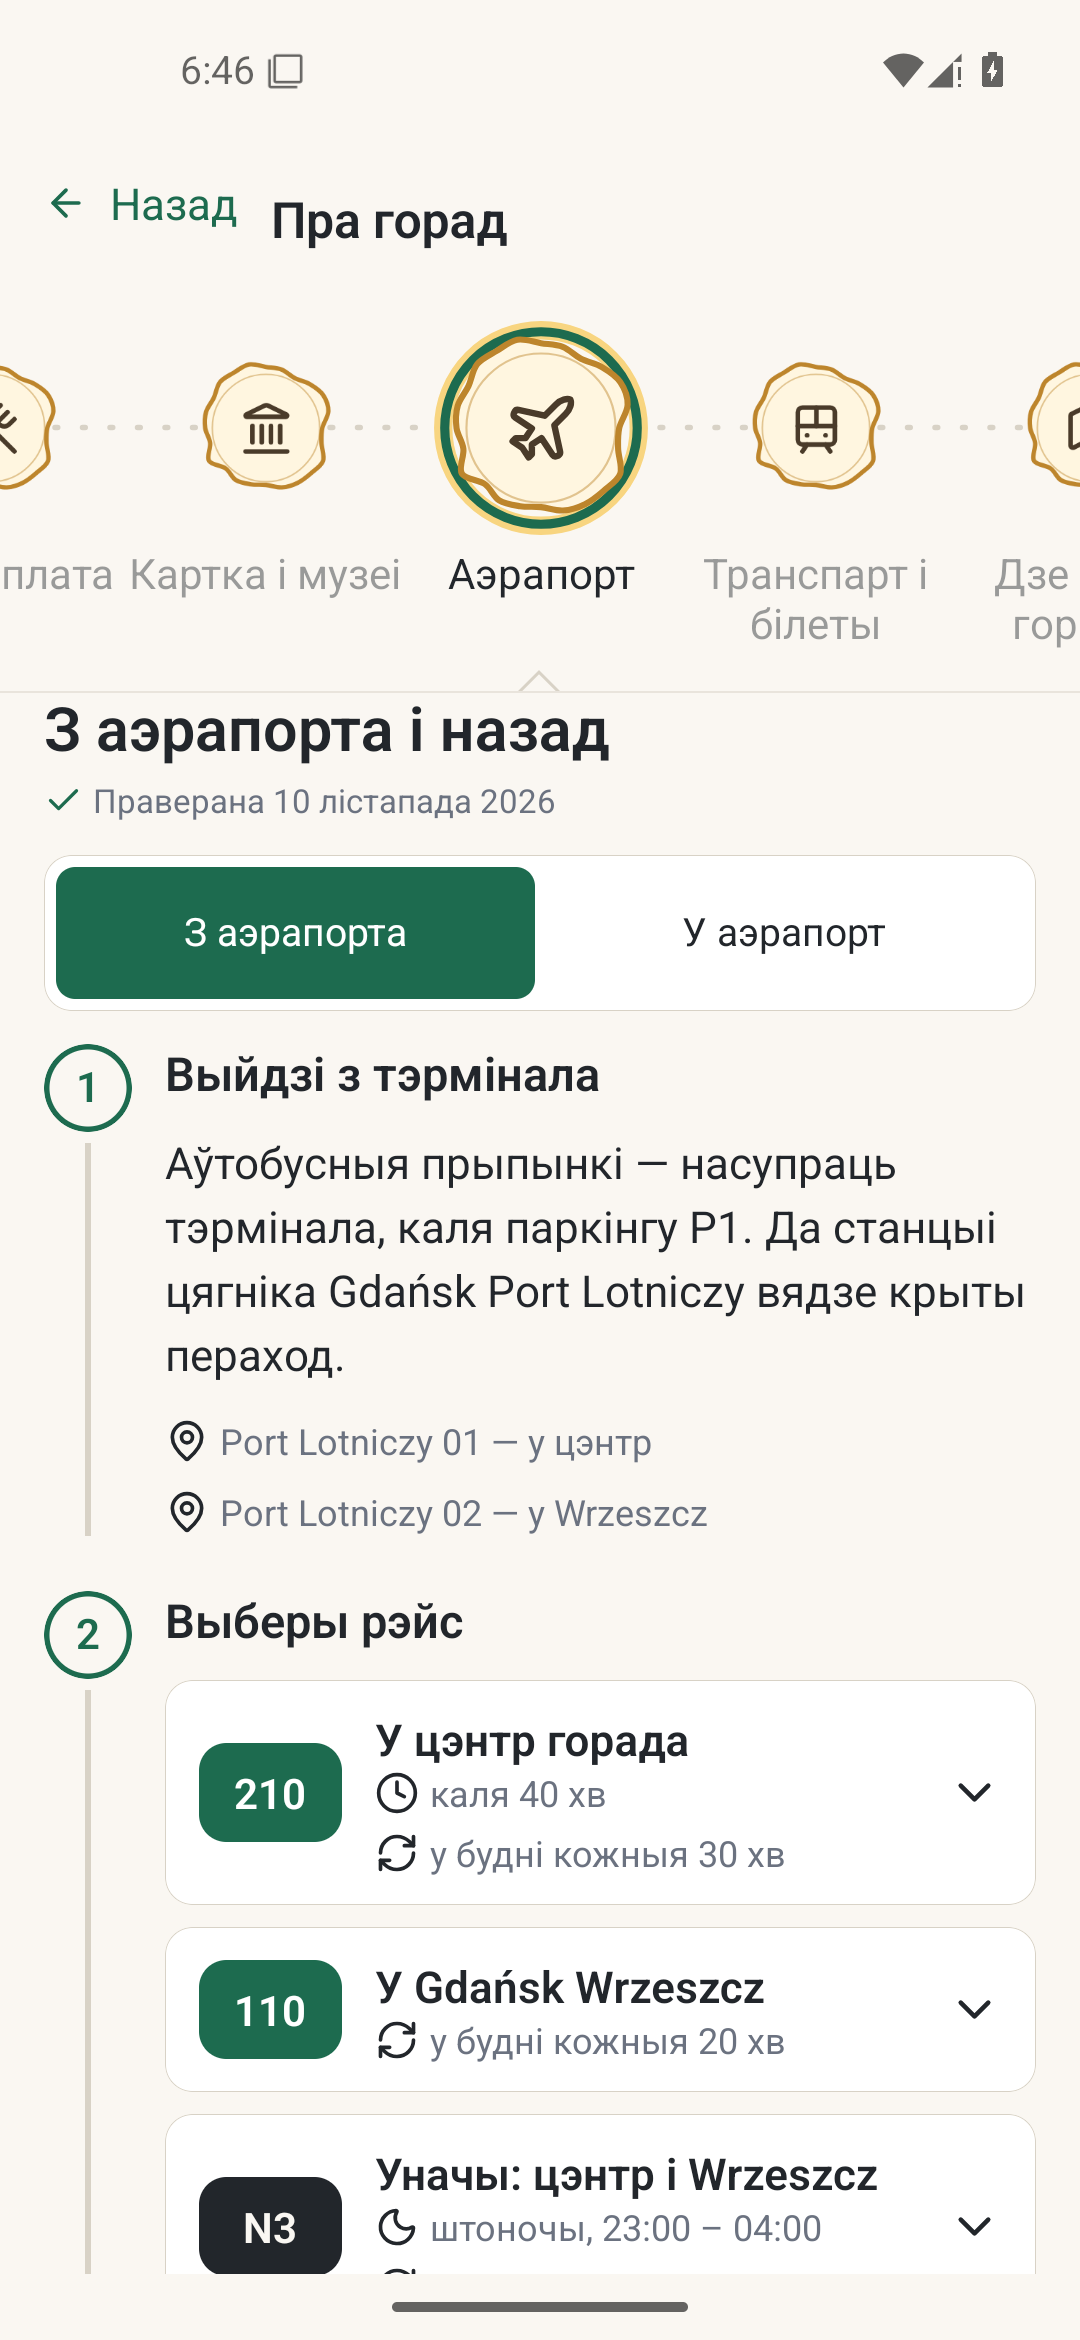 6:46
Назад
Пра горад
плата
Картка і музеі
Аэрапорт
Транспарт і
білеты
Дзе
гор
З аэрапорта і назад
Праверана 10 лістапада 2026
З аэрапорта
У аэрапорт
1
Выйдзі з тэрмінала
Аўтобусныя прыпынкі — насупраць
тэрмінала, каля паркінгу P1. Да станцыі
цягніка Gdańsk Port Lotniczy вядзе крыты
пераход.
Port Lotniczy 01 — у цэнтр
Port Lotniczy 02 — у Wrzeszcz
2
Выберы рэйс
210
У цэнтр горада
каля 40 хв
у будні кожныя 30 хв
110
У Gdańsk Wrzeszcz
у будні кожныя 20 хв
N3
Уначы: цэнтр і Wrzeszcz
штоночы, 23:00 – 04:00